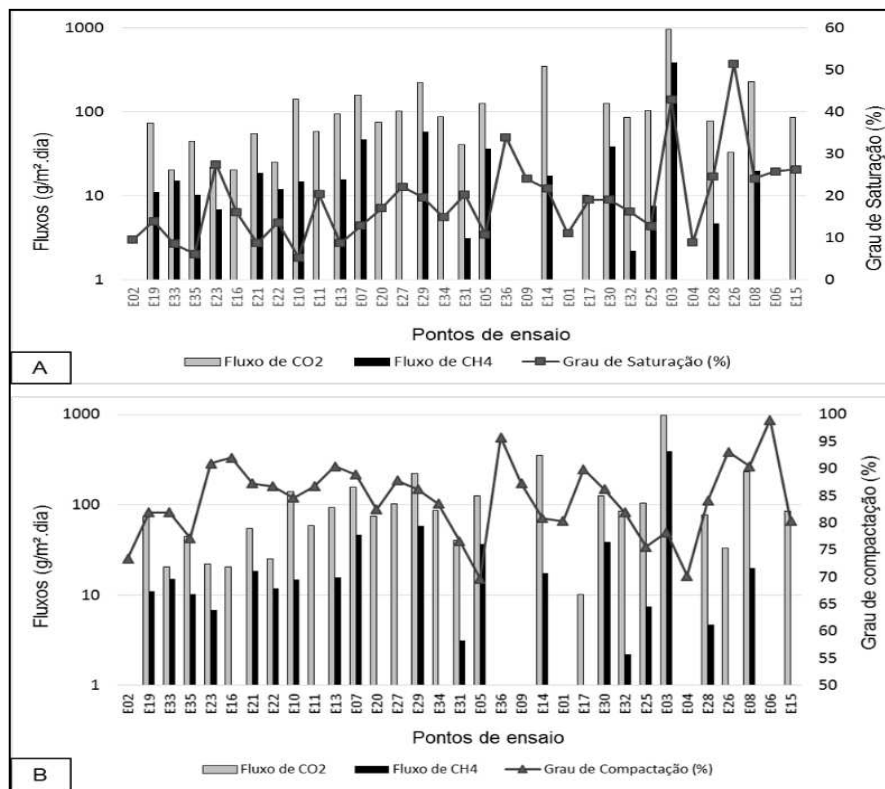 1000
100
10
1
Fluxos (g/m².dia)
60
50
40
30
20
10
0
Grau de Saturação (%)
E02 E19 E33 E35 E23 E16 E21 E22 E10 E11 E13 E07 E20 E27 E29 E34 E31 E05 E36 E09 E14 E01 E17 E30 E32 E25 E03 E04 E28 E26 E08 E06 E15
Pontos de ensaio
Fluxo de CO2 Fluxo de CH4 Grau de Saturação (%)
A
1000
100
10
1
Fluxos (g/m².dia)
100
95
90
85
80
75
70
65
60
55
50
Grau de compactação (%)
E02 E19 E33 E35 E23 E16 E21 E22 E10 E11 E13 E07 E20 E27 E29 E34 E31 E05 E36 E09 E14 E01 E17 E30 E32 E25 E03 E04 E28 E26 E08 E06 E15
Pontos de ensaio
Fluxo de CO2 Fluxo de CH4 Grau de Compactação (%)
B